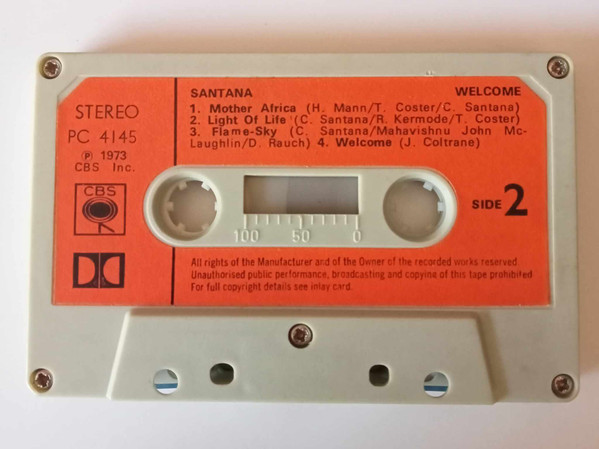 STEREO
PC 4145
Ⓟ 1973
CBS Inc.
CBS
SANTANA WELCOME
1. Mother Africa (H. Mann/T. Coster/C. Santana)
2. Light Of Life (C. Santana/R. Kermode/T. Coster)
3. Flame-Sky (C. Santana/Mahavishnu John Mc-
Laughlin/D. Rauch) 4. Welcome (J. Coltrane)
100 50 0
SIDE 2
All rights of the Manufacturer and of the Owner of the recorded works reserved.
Unauthorised public performance, broadcasting and copying of this tape prohibited
For full copyright details see inlay card.